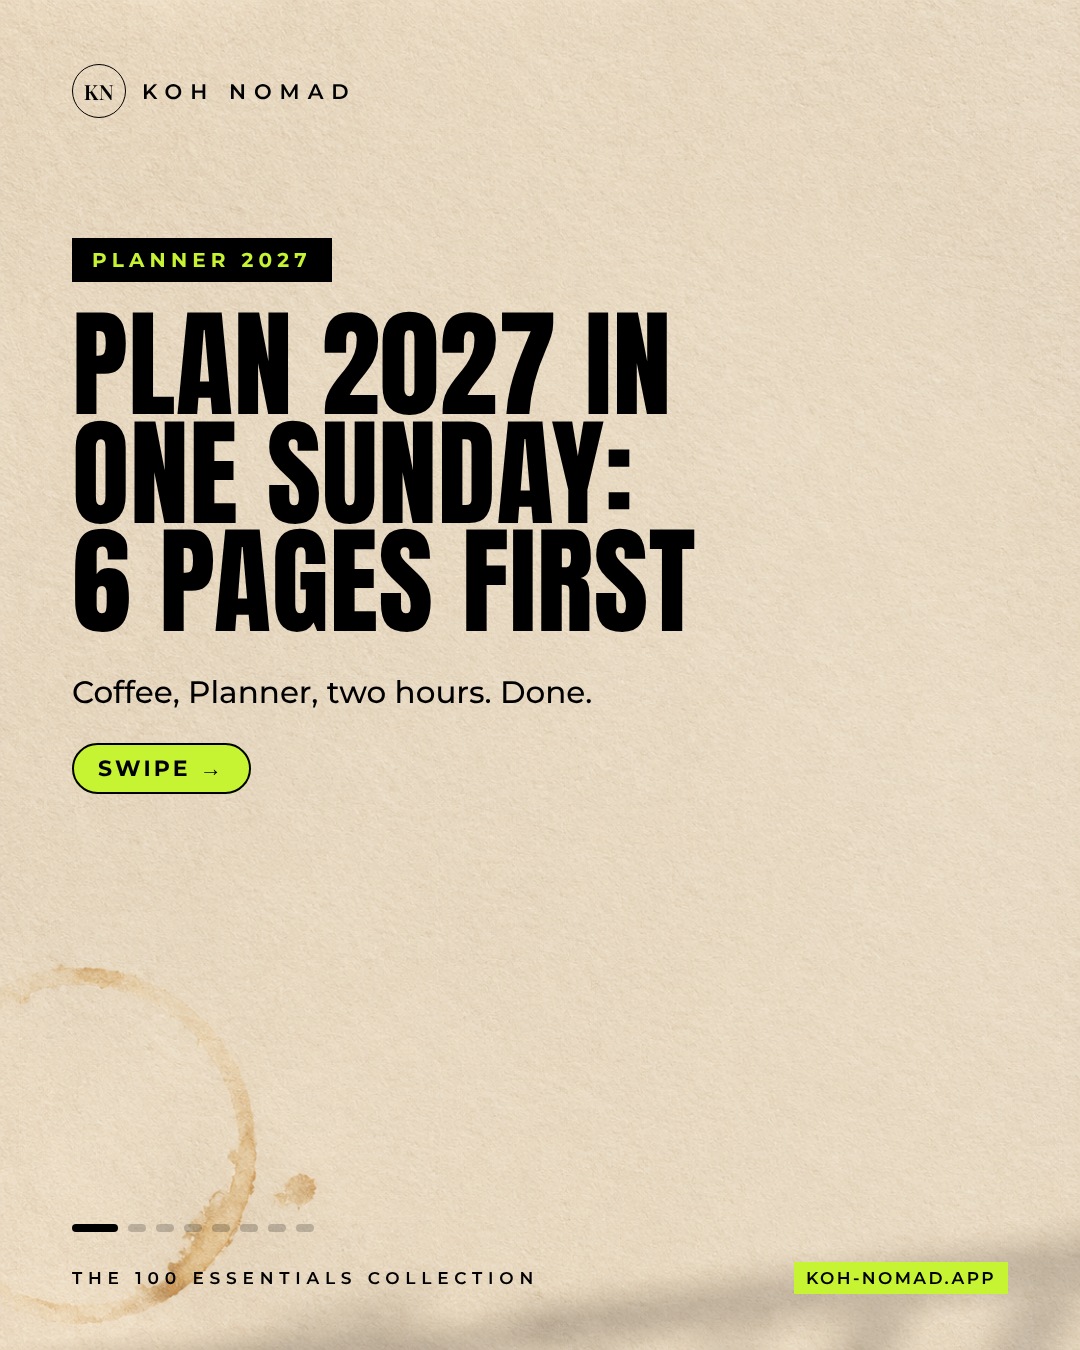 KN KOH NOMAD
PLANNER 2027
PLAN 2027 IN
ONE SUNDAY:
6 PAGES FIRST
Coffee, Planner, two hours. Done.
SWIPE →
THE 100 ESSENTIALS COLLECTION
KOH-NOMAD.APP